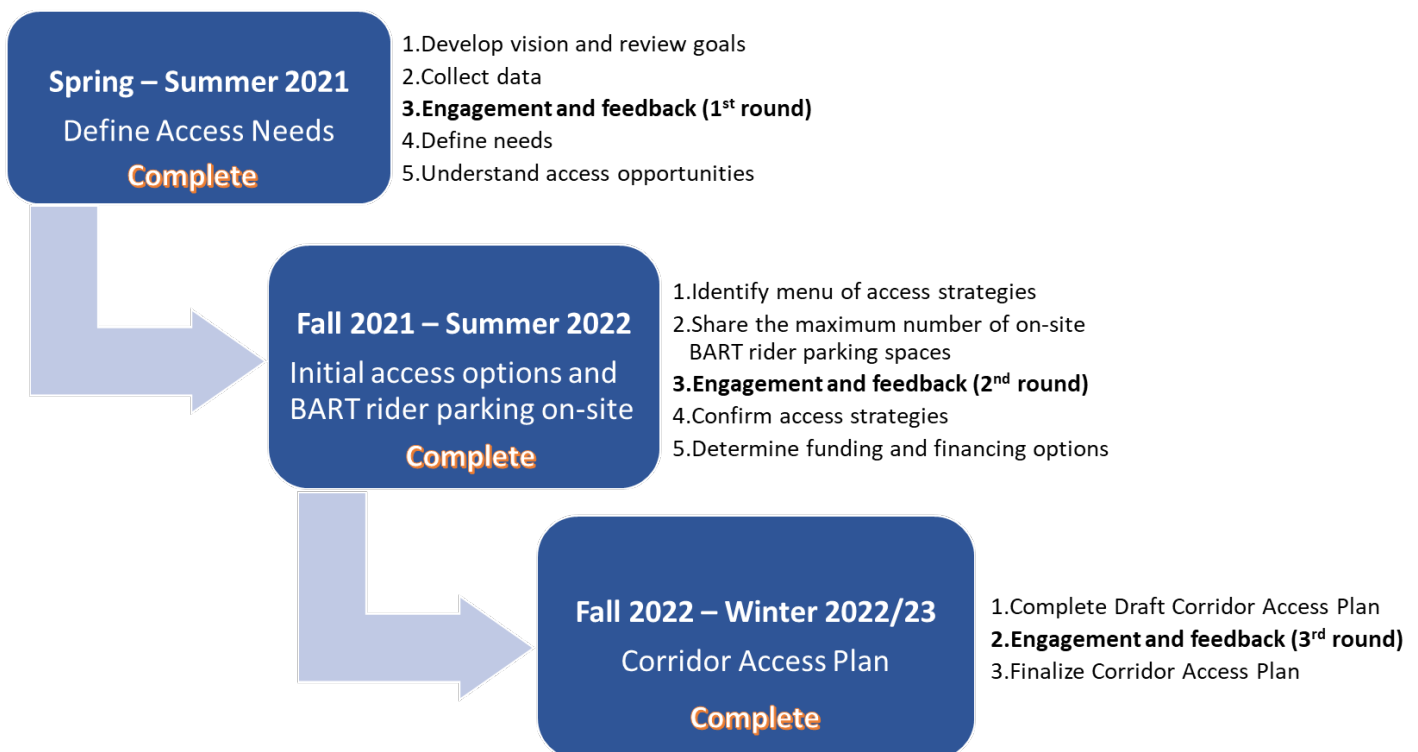 Spring – Summer 2021
Define Access Needs
Complete
1.Develop vision and review goals
2.Collect data
3.Engagement and feedback (1st round)
4.Define needs
5.Understand access opportunities
Fall 2021 – Summer 2022
Initial access options and
BART rider parking on-site
Complete
1.Identify menu of access strategies
2.Share the maximum number of on-site
BART rider parking spaces
3.Engagement and feedback (2nd round)
4.Confirm access strategies
5.Determine funding and financing options
Fall 2022 – Winter 2022/23
Corridor Access Plan
Complete
1.Complete Draft Corridor Access Plan
2.Engagement and feedback (3rd round)
3.Finalize Corridor Access Plan